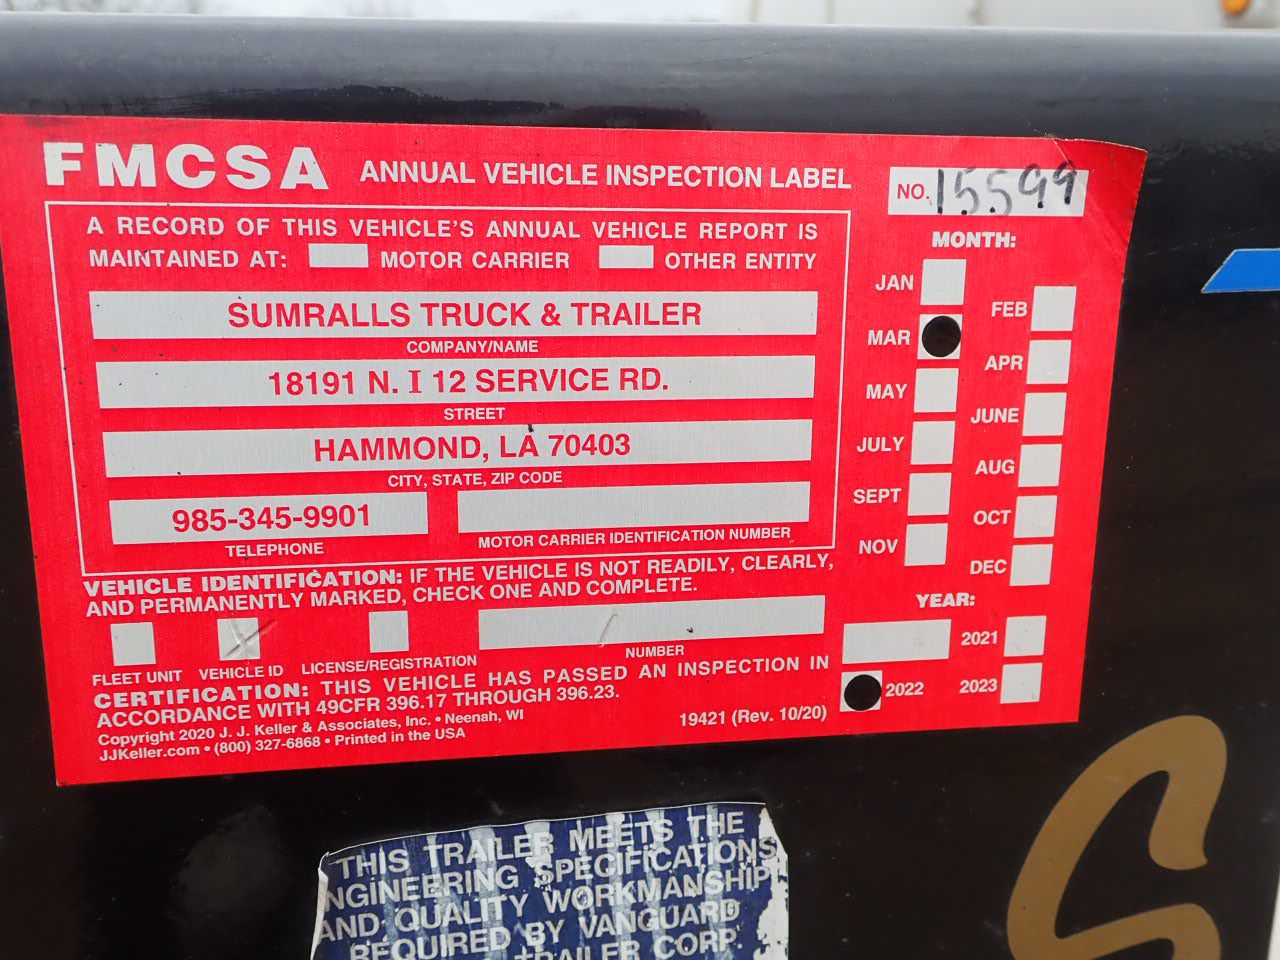 FMCSA ANNUAL VEHICLE INSPECTION LABEL
NO. 15599
A RECORD OF THIS VEHICLE'S ANNUAL VEHICLE REPORT IS
MAINTAINED AT: MOTOR CARRIER OTHER ENTITY
SUMRALLS TRUCK & TRAILER
COMPANY/NAME
18191 N. I 12 SERVICE RD.
STREET
HAMMOND, LA 70403
CITY, STATE, ZIP CODE
985-345-9901
TELEPHONE
MOTOR CARRIER IDENTIFICATION NUMBER
VEHICLE IDENTIFICATION: IF THE VEHICLE IS NOT READILY, CLEARLY,
AND PERMANENTLY MARKED, CHECK ONE AND COMPLETE.
FLEET UNIT VEHICLE ID LICENSE/REGISTRATION NUMBER
CERTIFICATION: THIS VEHICLE HAS PASSED AN INSPECTION IN
ACCORDANCE WITH 49CFR 396.17 THROUGH 396.23.
Copyright 2020 J. J. Keller & Associates, Inc. • Neenah, WI
JJKeller.com • (800) 327-6868 • Printed in the USA
19421 (Rev. 10/20)
MONTH:
JAN
FEB
MAR
APR
MAY
JUNE
JULY
AUG
SEPT
OCT
NOV
DEC
YEAR:
2021
2022 2023
THIS TRAILER MEETS THE
NGINEERING SPECIFICATIONS
AND QUALITY WORKMANSHIP
REQUIRED BY VANGUARD
TRAILER CORP.
S